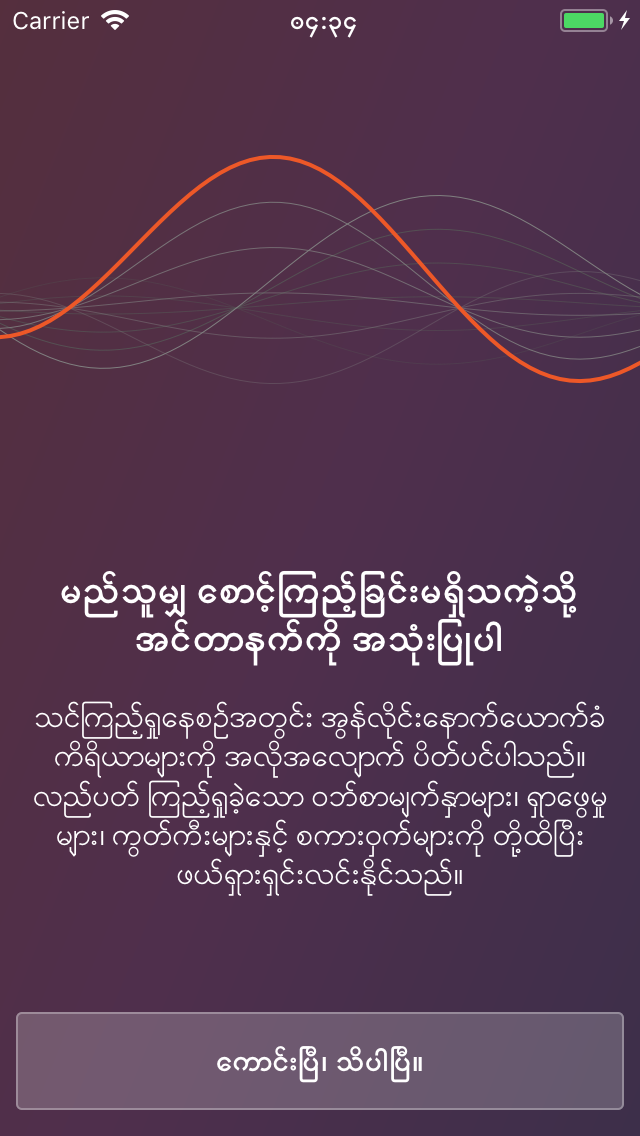 Carrier
၀၄:၃၄
မည်သူမျှ စောင့်ကြည့်ခြင်းမရှိသကဲ့သို့
အင်တာနက်ကို အသုံးပြုပါ
သင်ကြည့်ရှုနေစဉ်အတွင်း အွန်လိုင်းနောက်ယောက်ခံ
ကိရိယာများကို အလိုအလျောက် ပိတ်ပင်ပါသည်။
လည်ပတ် ကြည့်ရှုခဲ့သော ဝဘ်စာမျက်နှာများ၊ ရှာဖွေမှု
များ၊ ကွတ်ကီးများနှင့် စကားဝှက်များကို တို့ထိပြီး
ဖယ်ရှားရှင်းလင်းနိုင်သည်။
ကောင်းပြီ၊ သိပါပြီ။